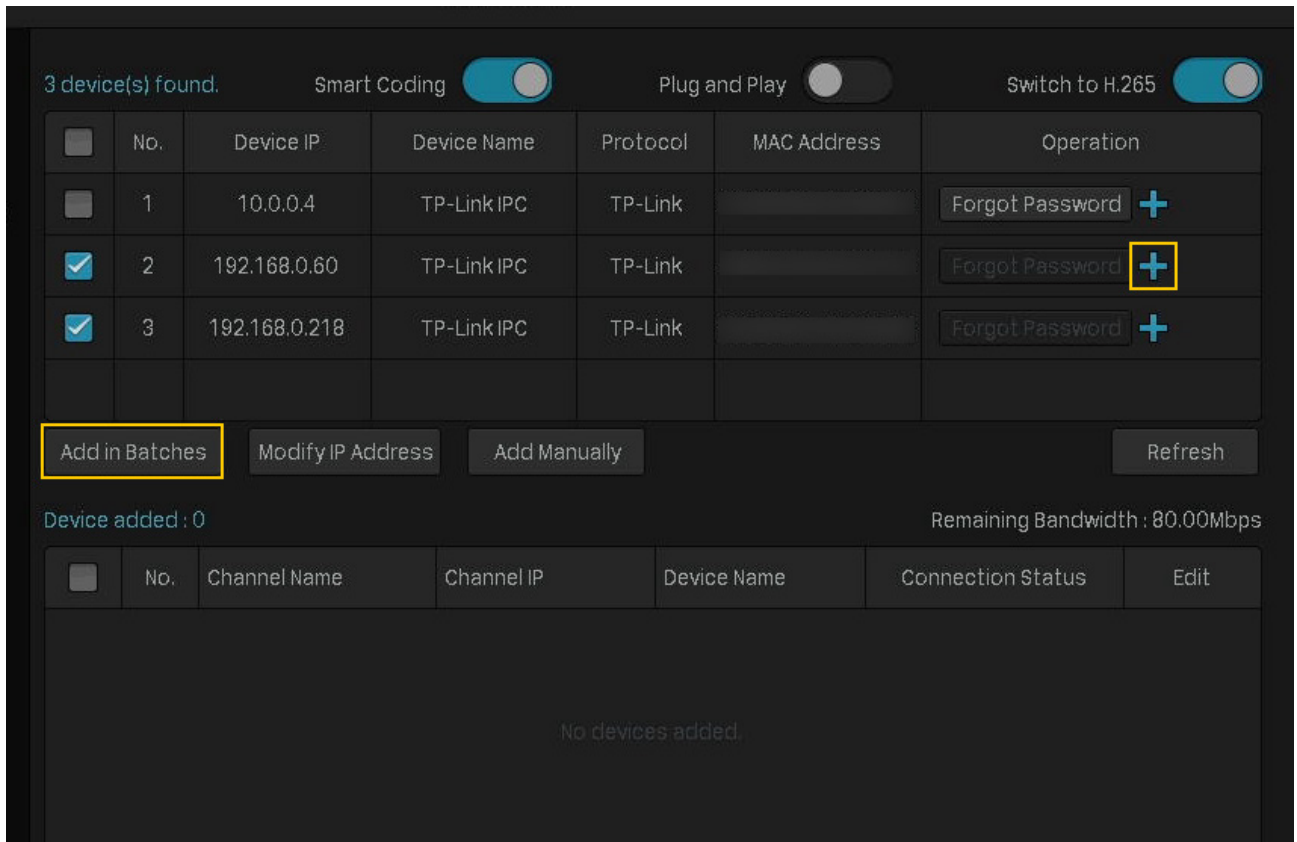 3 device(s) found. Smart Coding Plug and Play Switch to H.265
No. Device IP Device Name Protocol MAC Address Operation
1 10.0.0.4 TP-Link IPC TP-Link Forgot Password
2 192.168.0.60 TP-Link IPC TP-Link Forgot Password
3 192.168.0.218 TP-Link IPC TP-Link Forgot Password
Add in Batches Modify IP Address Add Manually Refresh
Device added : 0 Remaining Bandwidth : 80.00Mbps
No. Channel Name Channel IP Device Name Connection Status Edit
No devices added.